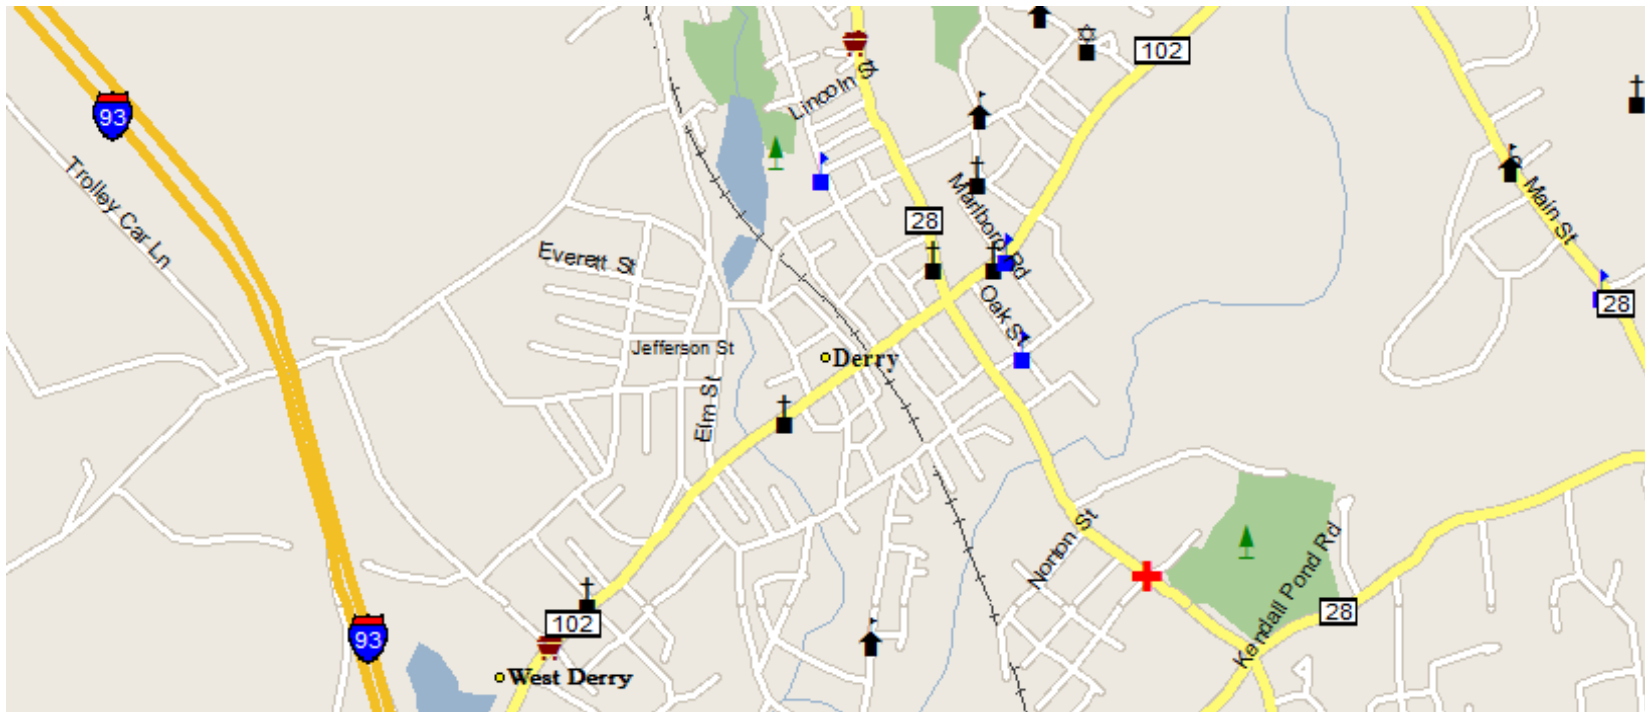 102
93
Lincoln St
Trolley Car Ln
Marlboro Rd
Main St
28
Everett St
Oak St
28
Jefferson St
Derry
Elm St
Norton St
Kendall Pond Rd
28
102
93
West Derry